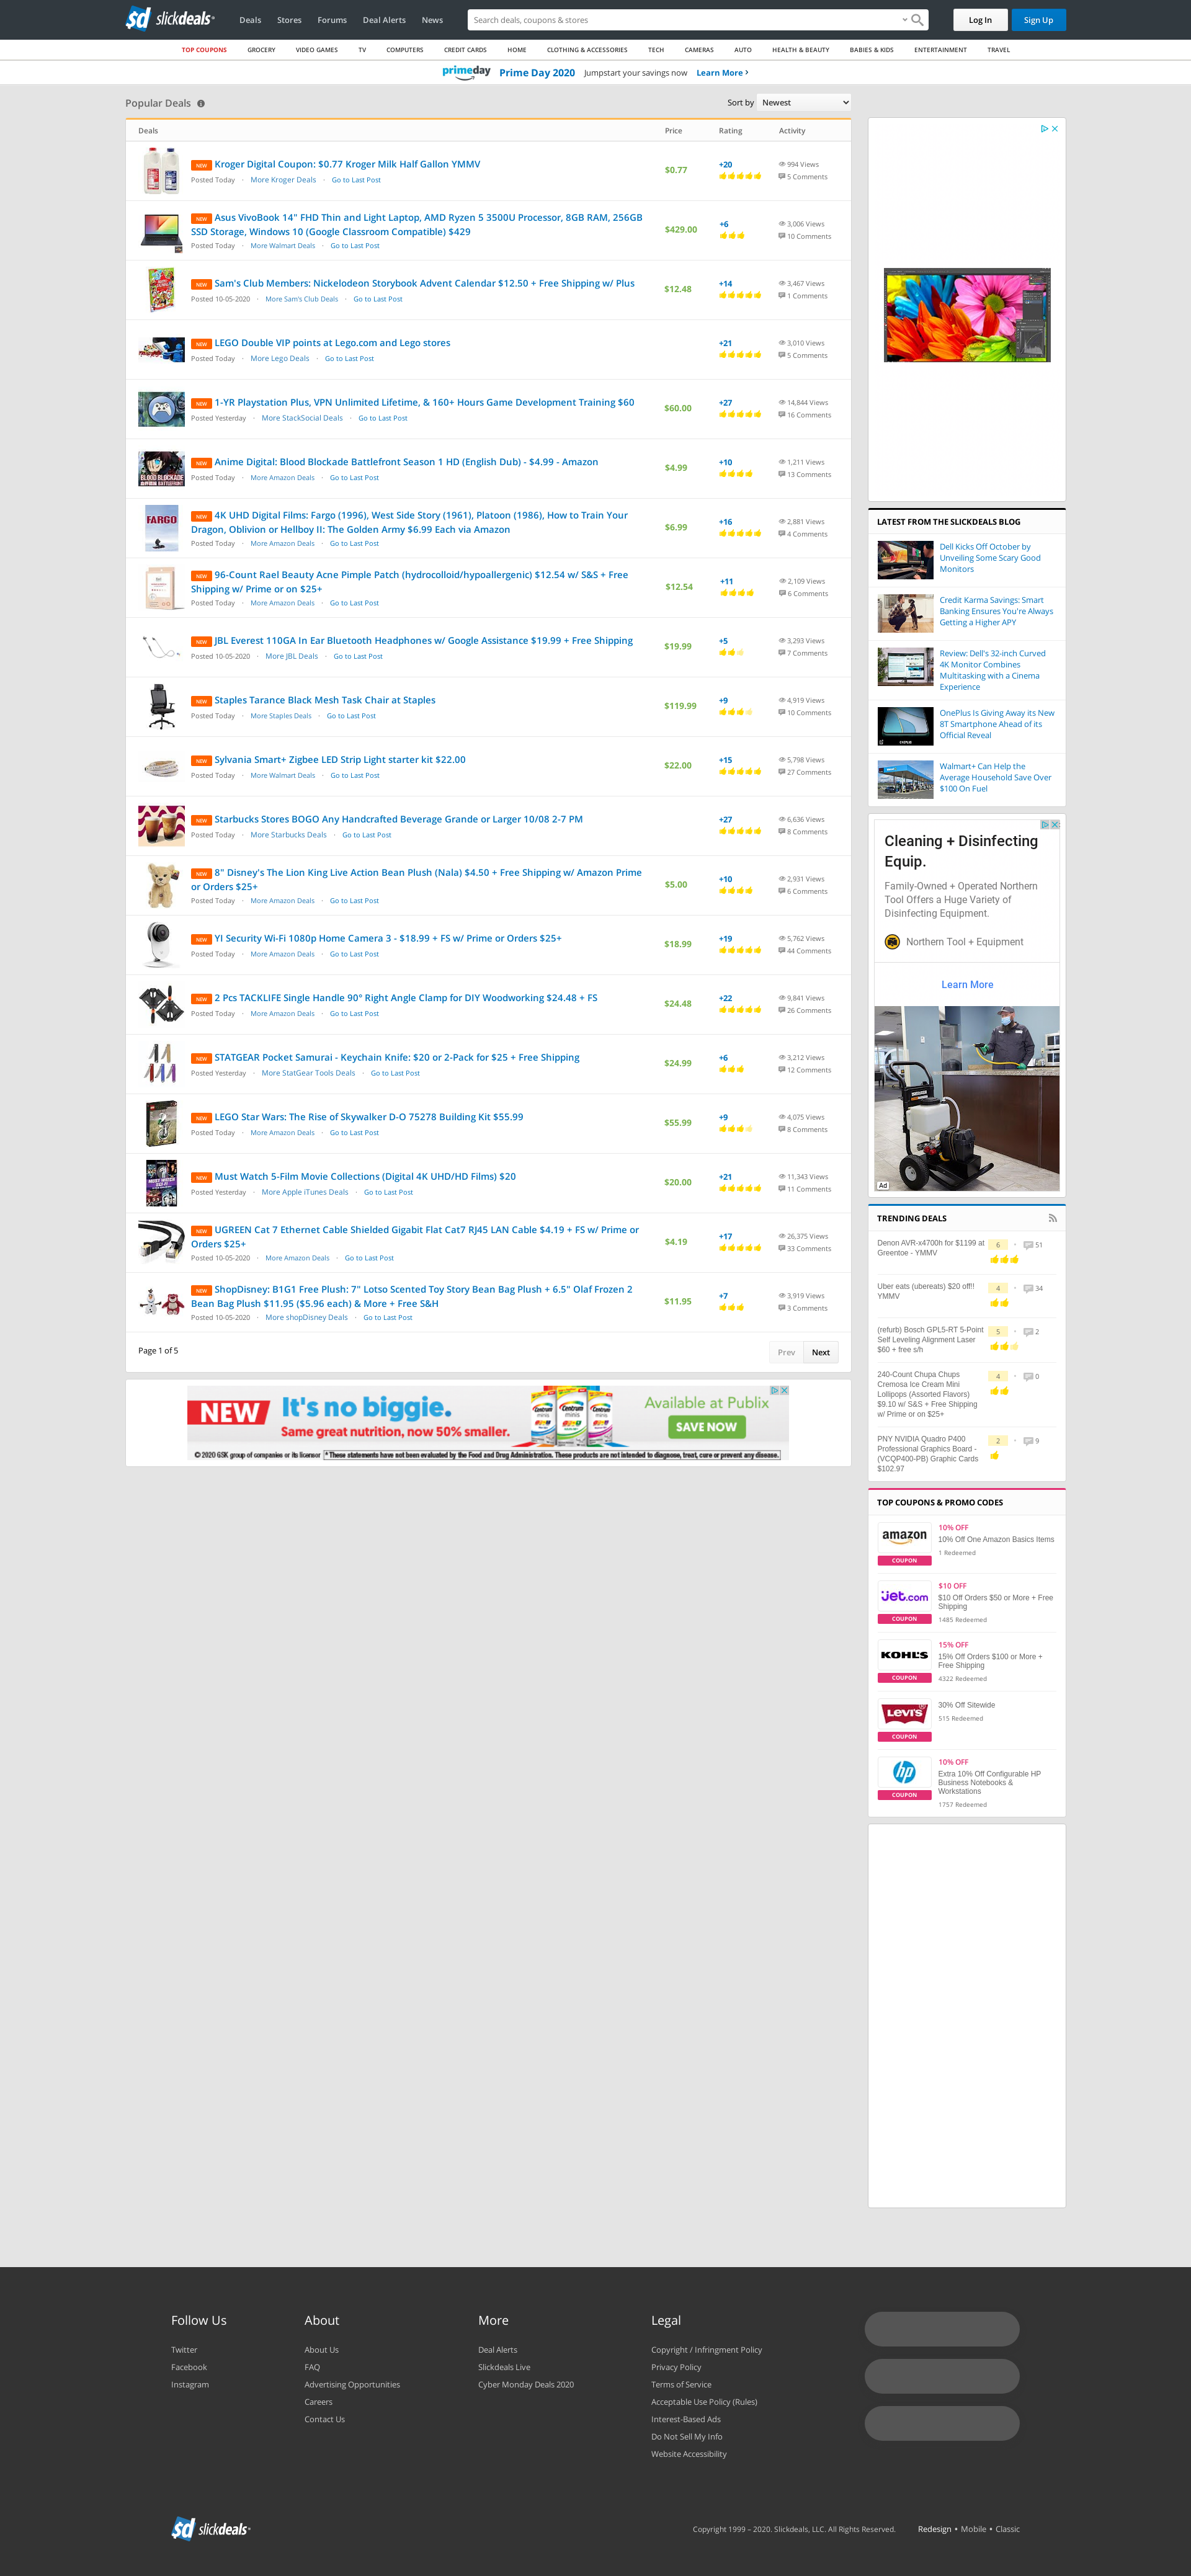 slickdeals
Deals Stores Forums Deal Alerts News
Search deals, coupons & stores
Log In Sign Up
TOP COUPONS GROCERY VIDEO GAMES TV COMPUTERS CREDIT CARDS HOME CLOTHING & ACCESSORIES TECH CAMERAS AUTO HEALTH & BEAUTY BABIES & KIDS ENTERTAINMENT TRAVEL
primeday Prime Day 2020 Jumpstart your savings now Learn More
Popular Deals
Sort by Newest
Deals Price Rating Activity
NEW Kroger Digital Coupon: $0.77 Kroger Milk Half Gallon YMMV
Posted Today · More Kroger Deals · Go to Last Post
$0.77
+20
994 Views
5 Comments
NEW Asus VivoBook 14" FHD Thin and Light Laptop, AMD Ryzen 5 3500U Processor, 8GB RAM, 256GB
SSD Storage, Windows 10 (Google Classroom Compatible) $429
Posted Today · More Walmart Deals · Go to Last Post
$429.00
+6
3,006 Views
10 Comments
NEW Sam's Club Members: Nickelodeon Storybook Advent Calendar $12.50 + Free Shipping w/ Plus
Posted 10-05-2020 · More Sam's Club Deals · Go to Last Post
$12.48
+14
3,467 Views
1 Comments
NEW LEGO Double VIP points at Lego.com and Lego stores
Posted Today · More Lego Deals · Go to Last Post
+21
3,010 Views
5 Comments
NEW 1-YR Playstation Plus, VPN Unlimited Lifetime, & 160+ Hours Game Development Training $60
Posted Yesterday · More StackSocial Deals · Go to Last Post
$60.00
+27
14,844 Views
16 Comments
NEW Anime Digital: Blood Blockade Battlefront Season 1 HD (English Dub) - $4.99 - Amazon
Posted Today · More Amazon Deals · Go to Last Post
$4.99
+10
1,211 Views
13 Comments
BLOOD BLOCKADE
FARGO
NEW 4K UHD Digital Films: Fargo (1996), West Side Story (1961), Platoon (1986), How to Train Your
Dragon, Oblivion or Hellboy II: The Golden Army $6.99 Each via Amazon
Posted Today · More Amazon Deals · Go to Last Post
$6.99
+16
2,881 Views
4 Comments
NEW 96-Count Rael Beauty Acne Pimple Patch (hydrocolloid/hypoallergenic) $12.54 w/ S&S + Free
Shipping w/ Prime or on $25+
Posted Today · More Amazon Deals · Go to Last Post
$12.54
+11
2,109 Views
6 Comments
NEW JBL Everest 110GA In Ear Bluetooth Headphones w/ Google Assistance $19.99 + Free Shipping
Posted 10-05-2020 · More JBL Deals · Go to Last Post
$19.99
+5
3,293 Views
7 Comments
NEW Staples Tarance Black Mesh Task Chair at Staples
Posted Today · More Staples Deals · Go to Last Post
$119.99
+9
4,919 Views
10 Comments
NEW Sylvania Smart+ Zigbee LED Strip Light starter kit $22.00
Posted Today · More Walmart Deals · Go to Last Post
$22.00
+15
5,798 Views
27 Comments
NEW Starbucks Stores BOGO Any Handcrafted Beverage Grande or Larger 10/08 2-7 PM
Posted Today · More Starbucks Deals · Go to Last Post
+27
6,636 Views
8 Comments
NEW 8" Disney's The Lion King Live Action Bean Plush (Nala) $4.50 + Free Shipping w/ Amazon Prime
or Orders $25+
Posted Today · More Amazon Deals · Go to Last Post
$5.00
+10
2,931 Views
6 Comments
NEW YI Security Wi-Fi 1080p Home Camera 3 - $18.99 + FS w/ Prime or Orders $25+
Posted Today · More Amazon Deals · Go to Last Post
$18.99
+19
5,762 Views
44 Comments
NEW 2 Pcs TACKLIFE Single Handle 90° Right Angle Clamp for DIY Woodworking $24.48 + FS
Posted Today · More Amazon Deals · Go to Last Post
$24.48
+22
9,841 Views
26 Comments
NEW STATGEAR Pocket Samurai - Keychain Knife: $20 or 2-Pack for $25 + Free Shipping
Posted Yesterday · More StatGear Tools Deals · Go to Last Post
$24.99
+6
3,212 Views
12 Comments
NEW LEGO Star Wars: The Rise of Skywalker D-O 75278 Building Kit $55.99
Posted Today · More Amazon Deals · Go to Last Post
$55.99
+9
4,075 Views
8 Comments
NEW Must Watch 5-Film Movie Collections (Digital 4K UHD/HD Films) $20
Posted Yesterday · More Apple iTunes Deals · Go to Last Post
$20.00
+21
11,343 Views
11 Comments
NEW UGREEN Cat 7 Ethernet Cable Shielded Gigabit Flat Cat7 RJ45 LAN Cable $4.19 + FS w/ Prime or
Orders $25+
Posted 10-05-2020 · More Amazon Deals · Go to Last Post
$4.19
+17
26,375 Views
33 Comments
NEW ShopDisney: B1G1 Free Plush: 7" Lotso Scented Toy Story Bean Bag Plush + 6.5" Olaf Frozen 2
Bean Bag Plush $11.95 ($5.96 each) & More + Free S&H
Posted 10-05-2020 · More shopDisney Deals · Go to Last Post
$11.95
+7
3,919 Views
3 Comments
Page 1 of 5
Prev Next
NEW It's no biggie.
Same great nutrition, now 50% smaller.
Centrum minis Centrum minis Centrum minis
Available at Publix
SAVE NOW
© 2020 GSK group of companies or its licensor
* These statements have not been evaluated by the Food and Drug Administration. These products are not intended to diagnose, treat, cure or prevent any disease.
LATEST FROM THE SLICKDEALS BLOG
Dell Kicks Off October by
Unveiling Some Scary Good
Monitors
Credit Karma Savings: Smart
Banking Ensures You're Always
Getting a Higher APY
Review: Dell's 32-inch Curved
4K Monitor Combines
Multitasking with a Cinema
Experience
OnePlus Is Giving Away its New
8T Smartphone Ahead of its
Official Reveal
Walmart+ Can Help the
Average Household Save Over
$100 On Fuel
Cleaning + Disinfecting
Equip.
Family-Owned + Operated Northern
Tool Offers a Huge Variety of
Disinfecting Equipment.
Northern Tool + Equipment
Learn More
Ad
TRENDING DEALS
Denon AVR-x4700h for $1199 at
Greentoe - YMMV
6 · 51
Uber eats (ubereats) $20 off!!
YMMV
4 · 34
(refurb) Bosch GPL5-RT 5-Point
Self Leveling Alignment Laser
$60 + free s/h
5 · 2
240-Count Chupa Chups
Cremosa Ice Cream Mini
Lollipops (Assorted Flavors)
$9.10 w/ S&S + Free Shipping
w/ Prime or on $25+
4 · 0
PNY NVIDIA Quadro P400
Professional Graphics Board -
(VCQP400-PB) Graphic Cards
$102.97
2 · 9
TOP COUPONS & PROMO CODES
amazon
COUPON
10% OFF
10% Off One Amazon Basics Items
1 Redeemed
jet.com
COUPON
$10 OFF
$10 Off Orders $50 or More + Free
Shipping
1485 Redeemed
KOHL'S
COUPON
15% OFF
15% Off Orders $100 or More +
Free Shipping
4322 Redeemed
LEVI'S
COUPON
30% Off Sitewide
515 Redeemed
hp
COUPON
10% OFF
Extra 10% Off Configurable HP
Business Notebooks &
Workstations
1757 Redeemed
Follow Us
Twitter
Facebook
Instagram
About
About Us
FAQ
Advertising Opportunities
Careers
Contact Us
More
Deal Alerts
Slickdeals Live
Cyber Monday Deals 2020
Legal
Copyright / Infringment Policy
Privacy Policy
Terms of Service
Acceptable Use Policy (Rules)
Interest-Based Ads
Do Not Sell My Info
Website Accessibility
slickdeals
Copyright 1999 – 2020. Slickdeals, LLC. All Rights Reserved.
Redesign • Mobile • Classic